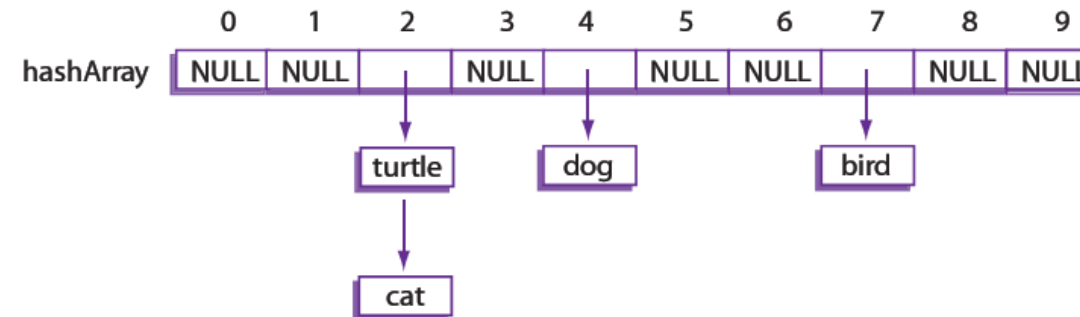 0 1 2 3 4 5 6 7 8 9
hashArray NULL NULL NULL NULL NULL NULL NULL
turtle dog bird
cat